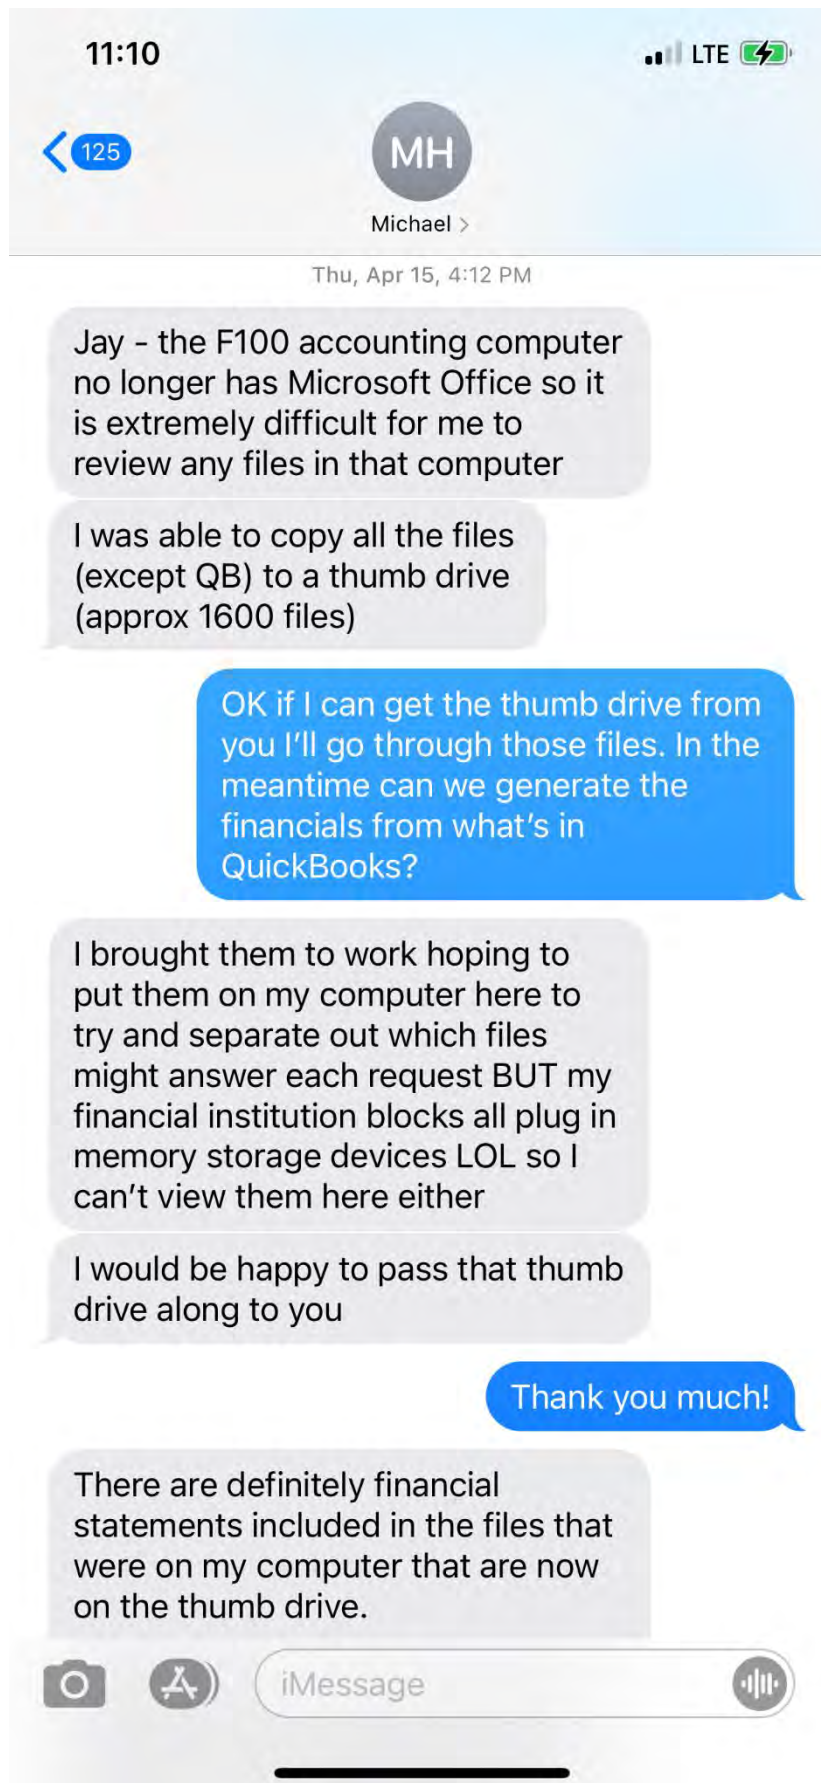 11:10
LTE
125
MH
Michael
Thu, Apr 15, 4:12 PM
Jay - the F100 accounting computer
no longer has Microsoft Office so it
is extremely difficult for me to
review any files in that computer
I was able to copy all the files
(except QB) to a thumb drive
(approx 1600 files)
OK if I can get the thumb drive from
you I'll go through those files. In the
meantime can we generate the
financials from what's in
QuickBooks?
I brought them to work hoping to
put them on my computer here to
try and separate out which files
might answer each request BUT my
financial institution blocks all plug in
memory storage devices LOL so I
can't view them here either
I would be happy to pass that thumb
drive along to you
Thank you much!
There are definitely financial
statements included in the files that
were on my computer that are now
on the thumb drive.
iMessage